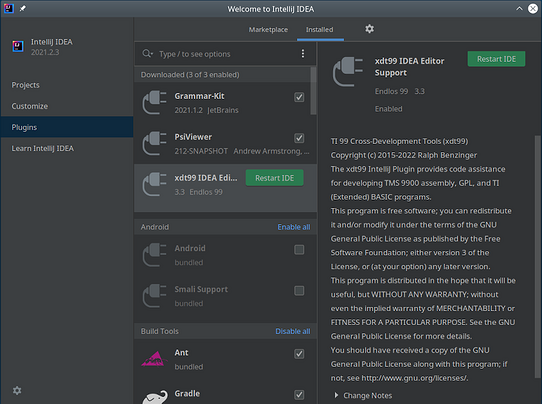 Welcome to IntelliJ IDEA
IntelliJ IDEA
2021.2.3
Projects
Customize
Plugins
Learn IntelliJ IDEA
Marketplace
Installed
Type / to see options
Downloaded (3 of 3 enabled)
Grammar-Kit
2021.1.2 JetBrains
PsiViewer
212-SNAPSHOT Andrew Armstrong, ...
xdt99 IDEA Edi...
Restart IDE
3.3 Endlos 99
Android
Enable all
Android
bundled
Smali Support
bundled
Build Tools
Disable all
Ant
bundled
Gradle
xdt99 IDEA Editor
Support
Restart IDE
Endlos 99 3.3
Enabled
TI 99 Cross-Development Tools (xdt99)
Copyright (c) 2015-2022 Ralph Benzinger
The xdt99 IntelliJ Plugin provides code assistance
for developing TMS 9900 assembly, GPL, and TI
(Extended) BASIC programs.
This program is free software; you can redistribute
it and/or modify it under the terms of the GNU
General Public License as published by the Free
Software Foundation; either version 3 of the
License, or (at your option) any later version.
This program is distributed in the hope that it will be
useful, but WITHOUT ANY WARRANTY; without
even the implied warranty of MERCHANTABILITY or
FITNESS FOR A PARTICULAR PURPOSE. See the GNU
General Public License for more details.
You should have received a copy of the GNU
General Public License along with this program; if
not, see http://www.gnu.org/licenses/.
Change Notes